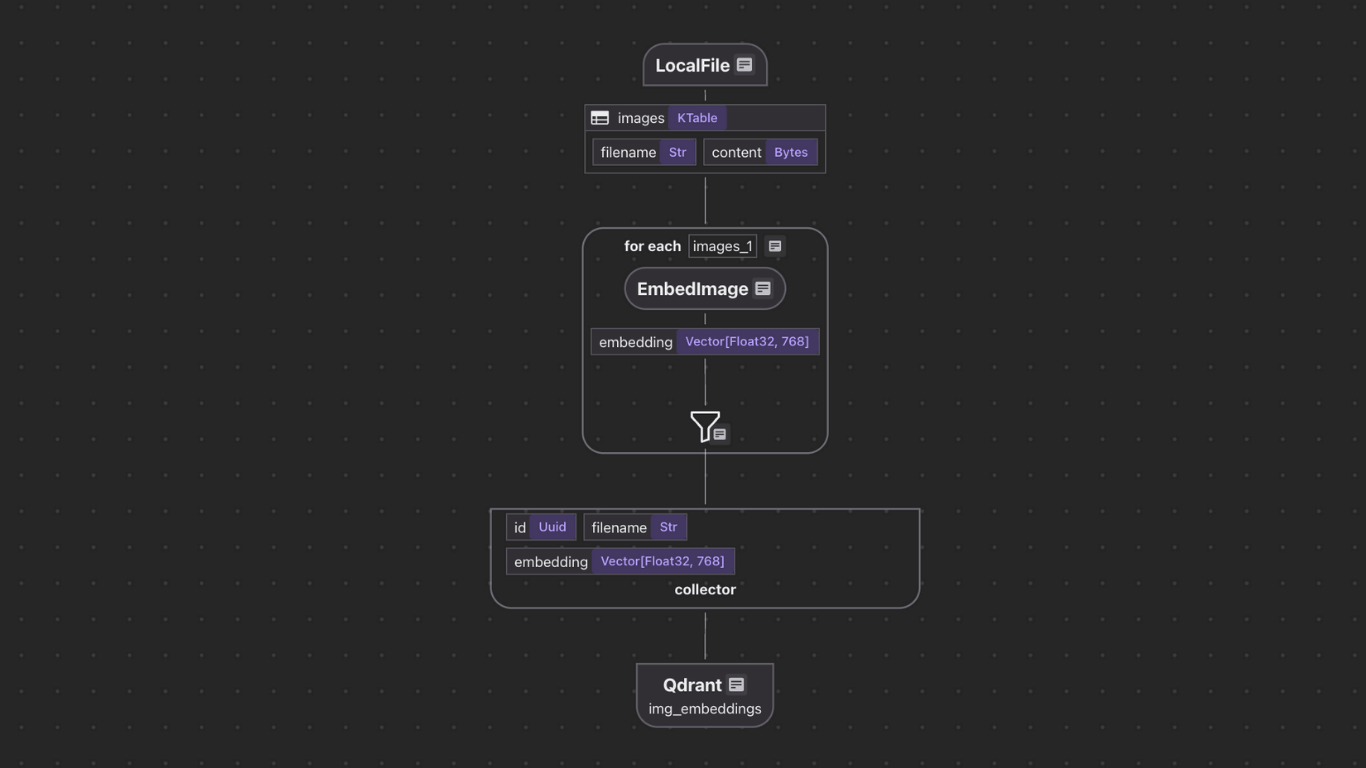 LocalFile
images KTable
filename Str content Bytes
for each images_1
EmbedImage
embedding Vector[Float32, 768]
id Uuid filename Str
embedding Vector[Float32, 768]
collector
Qdrant
img_embeddings